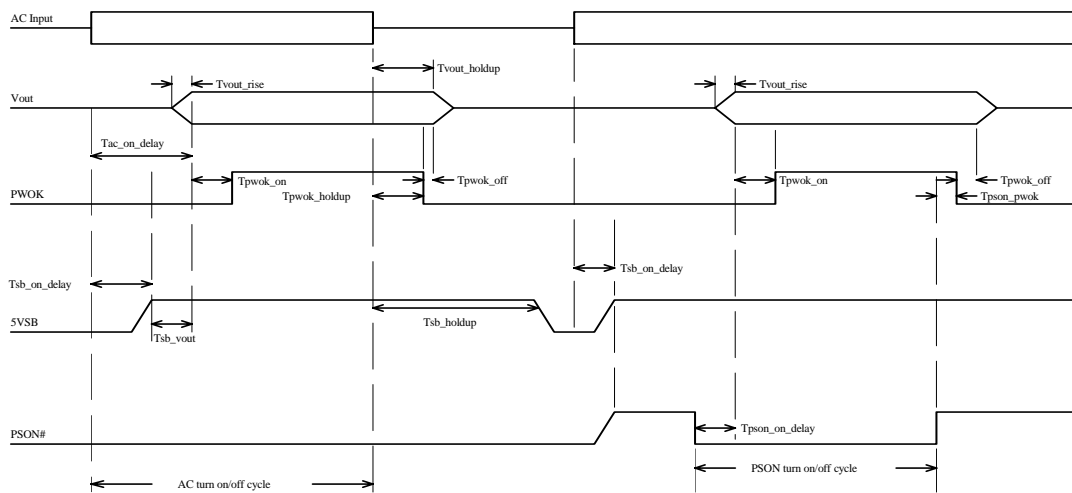 AC Input
Tvout_holdup
Tvout_rise
Tvout_rise
Vout
Tac_on_delay
Tpwok_on
Tpwok_off
Tpwok_on
Tpwok_off
PWOK
Tpwok_holdup
Tpson_pwok
Tsb_on_delay
Tsb_on_delay
5VSB
Tsb_vout
Tsb_holdup
PSON#
Tpson_on_delay
AC turn on/off cycle
PSON turn on/off cycle